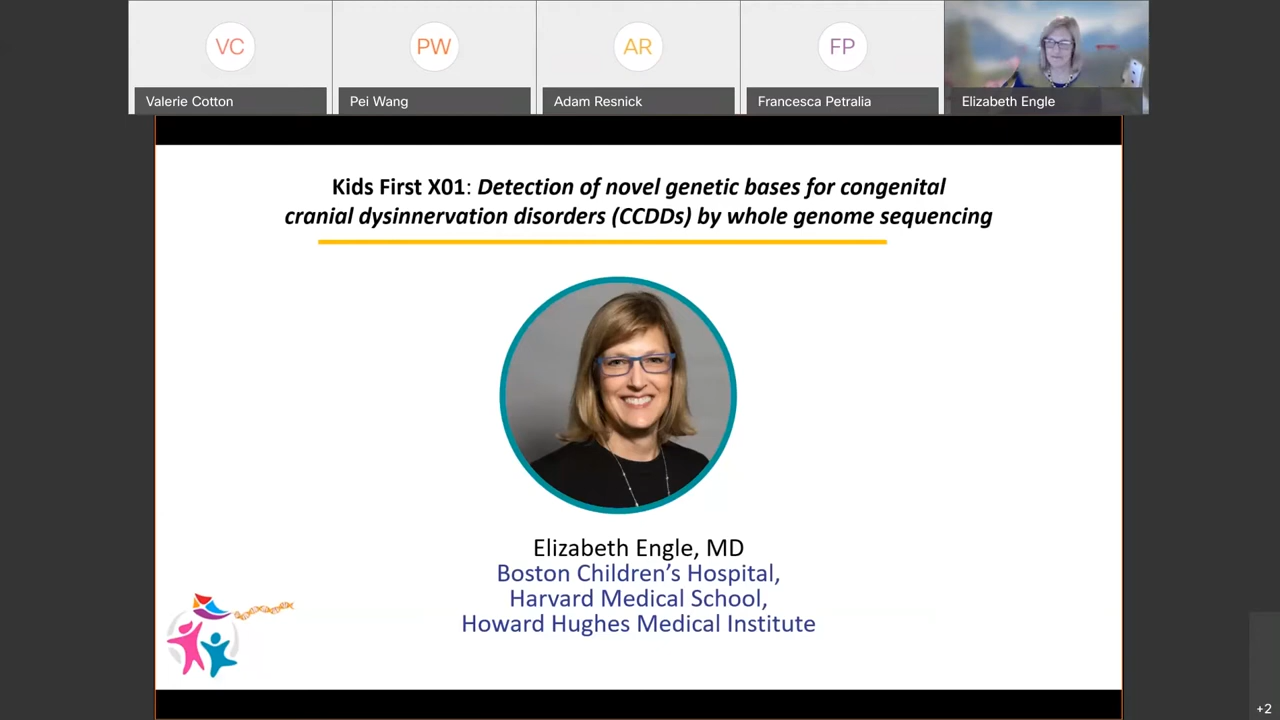 VC
PW
AR
FP
Valerie Cotton
Pei Wang
Adam Resnick
Francesca Petralia
Elizabeth Engle
Kids First X01: Detection of novel genetic bases for congenital
cranial dysinnervation disorders (CCDDs) by whole genome sequencing
Elizabeth Engle, MD
Boston Children's Hospital,
Harvard Medical School,
Howard Hughes Medical Institute
+2